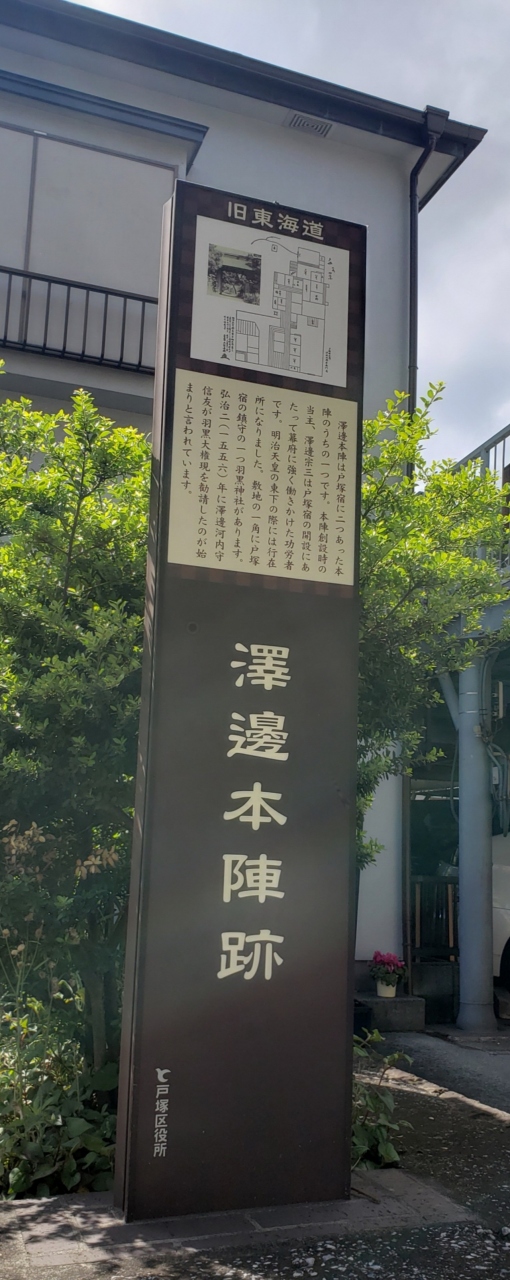 旧東海道
澤邊本陣は戸塚宿に二つあった本
陣のうちの一つです。本陣創設時の
当主、澤邊宗三は戸塚宿の開設にあ
たって幕府に強く働きかけた功労者
です。明治天皇の東下の際には行在
所になりました。敷地の一角に戸塚
宿の鎮守の一つ羽黒神社があります。
弘治二(一五五六)年に澤邊河内守
信友が羽黒大権現を勧請したのが始
まりと言われています。
澤邊本陣跡
戸塚区役所